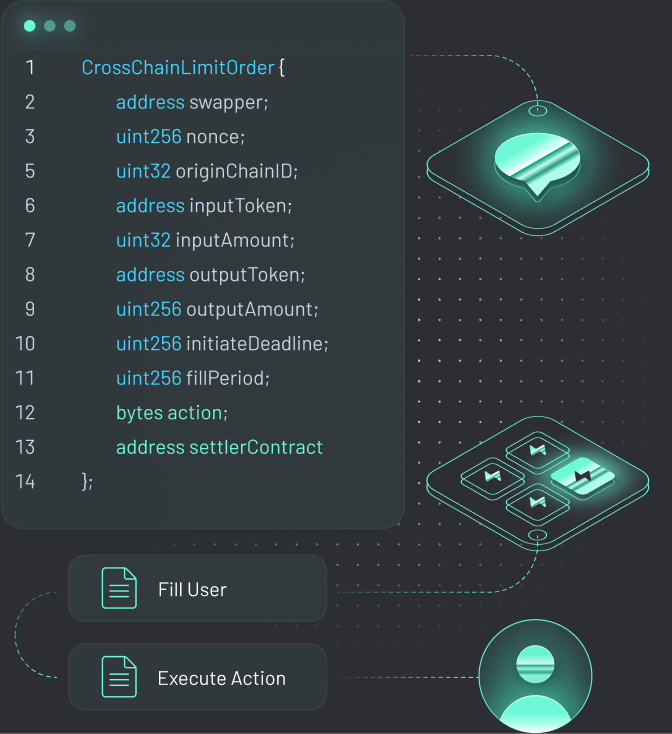 1 CrossChainLimitOrder {
2 address swapper;
3 uint256 nonce;
5 uint32 originChainID;
6 address inputToken;
7 uint32 inputAmount;
8 address outputToken;
9 uint256 outputAmount;
10 uint256 initiateDeadline;
11 uint256 fillPeriod;
12 bytes action;
13 address settlerContract
14 };
Fill User
Execute Action